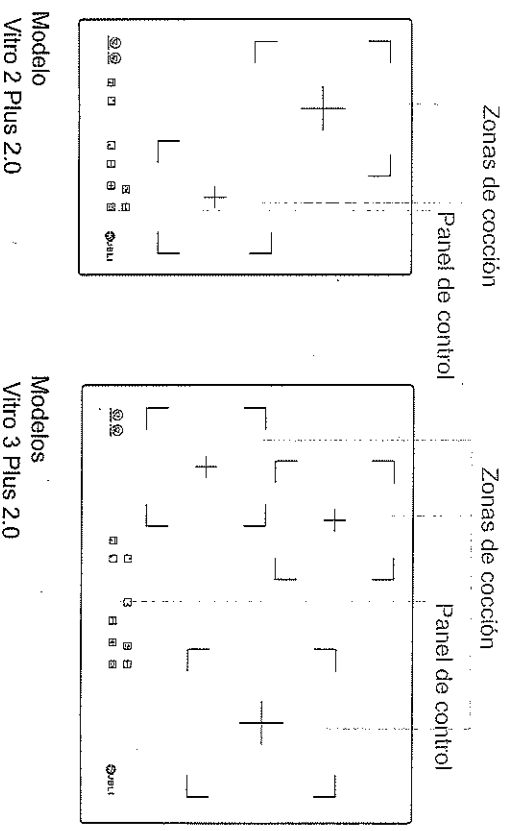 Zonas de cocción
Panel de control
Modelo
Vitro 2 Plus 2.0
Zonas de cocción
Panel de control
Modelos
Vitro 3 Plus 2.0